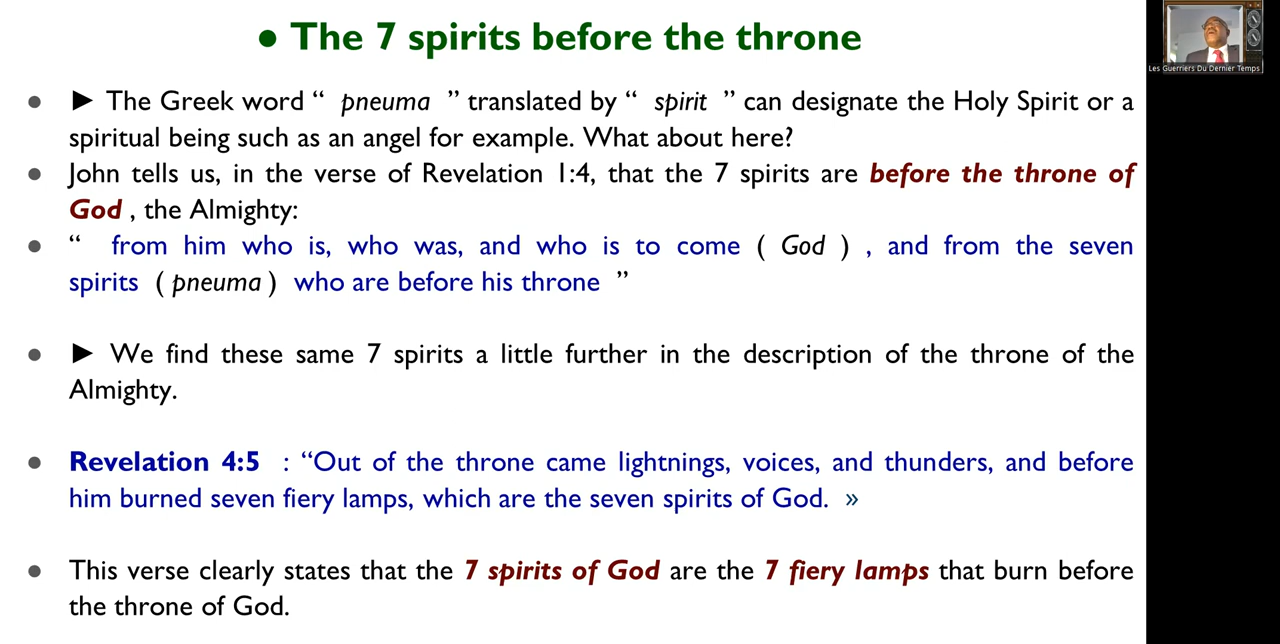 ● The 7 spirits before the throne
● ► The Greek word “ pneuma ” translated by “ spirit ” can designate the Holy Spirit or a
spiritual being such as an angel for example. What about here?
● John tells us, in the verse of Revelation 1:4, that the 7 spirits are before the throne of
God , the Almighty:
● “ from him who is, who was, and who is to come ( God ) , and from the seven
spirits ( pneuma ) who are before his throne ”
● ► We find these same 7 spirits a little further in the description of the throne of the
Almighty.
● Revelation 4:5 : “Out of the throne came lightnings, voices, and thunders, and before
him burned seven fiery lamps, which are the seven spirits of God. »
● This verse clearly states that the 7 spirits of God are the 7 fiery lamps that burn before
the throne of God.
Les Guerriers Du Dernier Temps